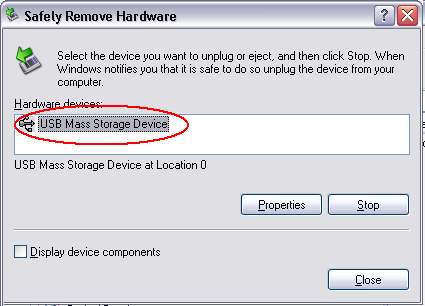 Safely Remove Hardware
Select the device you want to unplug or eject, and then click Stop. When
Windows notifies you that it is safe to do so unplug the device from your
computer.
Hardware devices:
USB Mass Storage Device
USB Mass Storage Device at Location 0
Properties
Stop
Display device components
Close